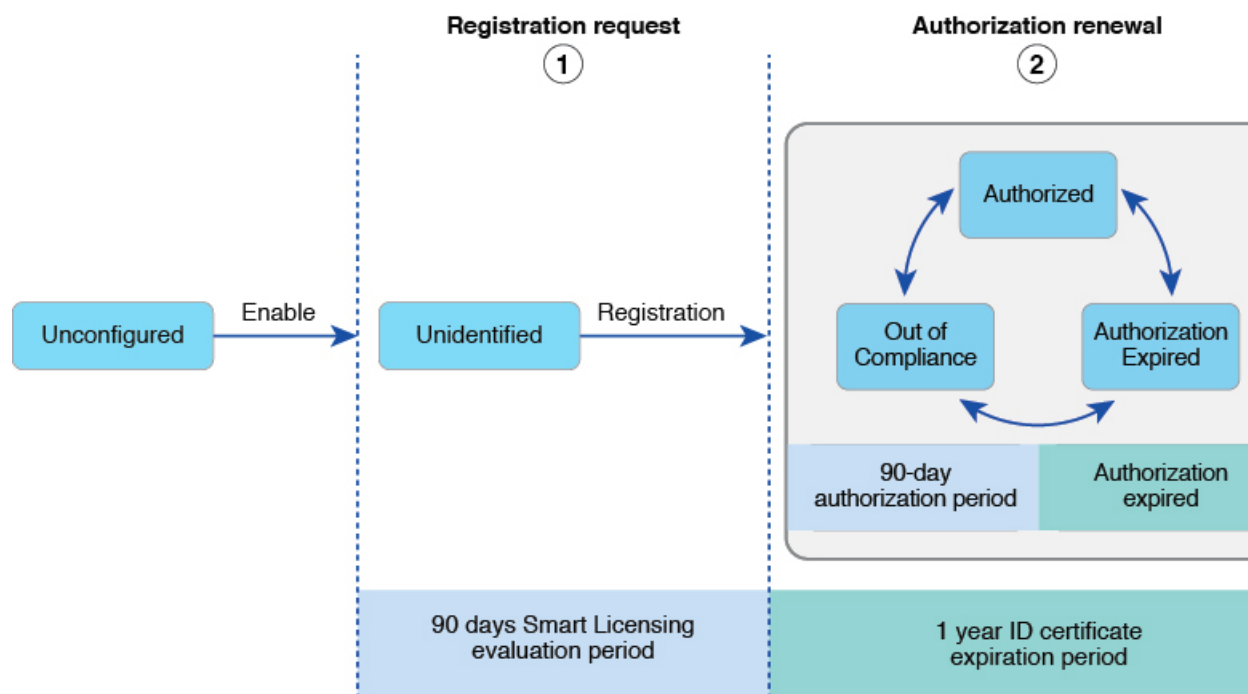 Registration request
1
Authorization renewal
2
Authorized
Unconfigured
Enable
Unidentified
Registration
Out of
Compliance
Authorization
Expired
90-day
authorization period
Authorization
expired
90 days Smart Licensing
evaluation period
1 year ID certificate
expiration period